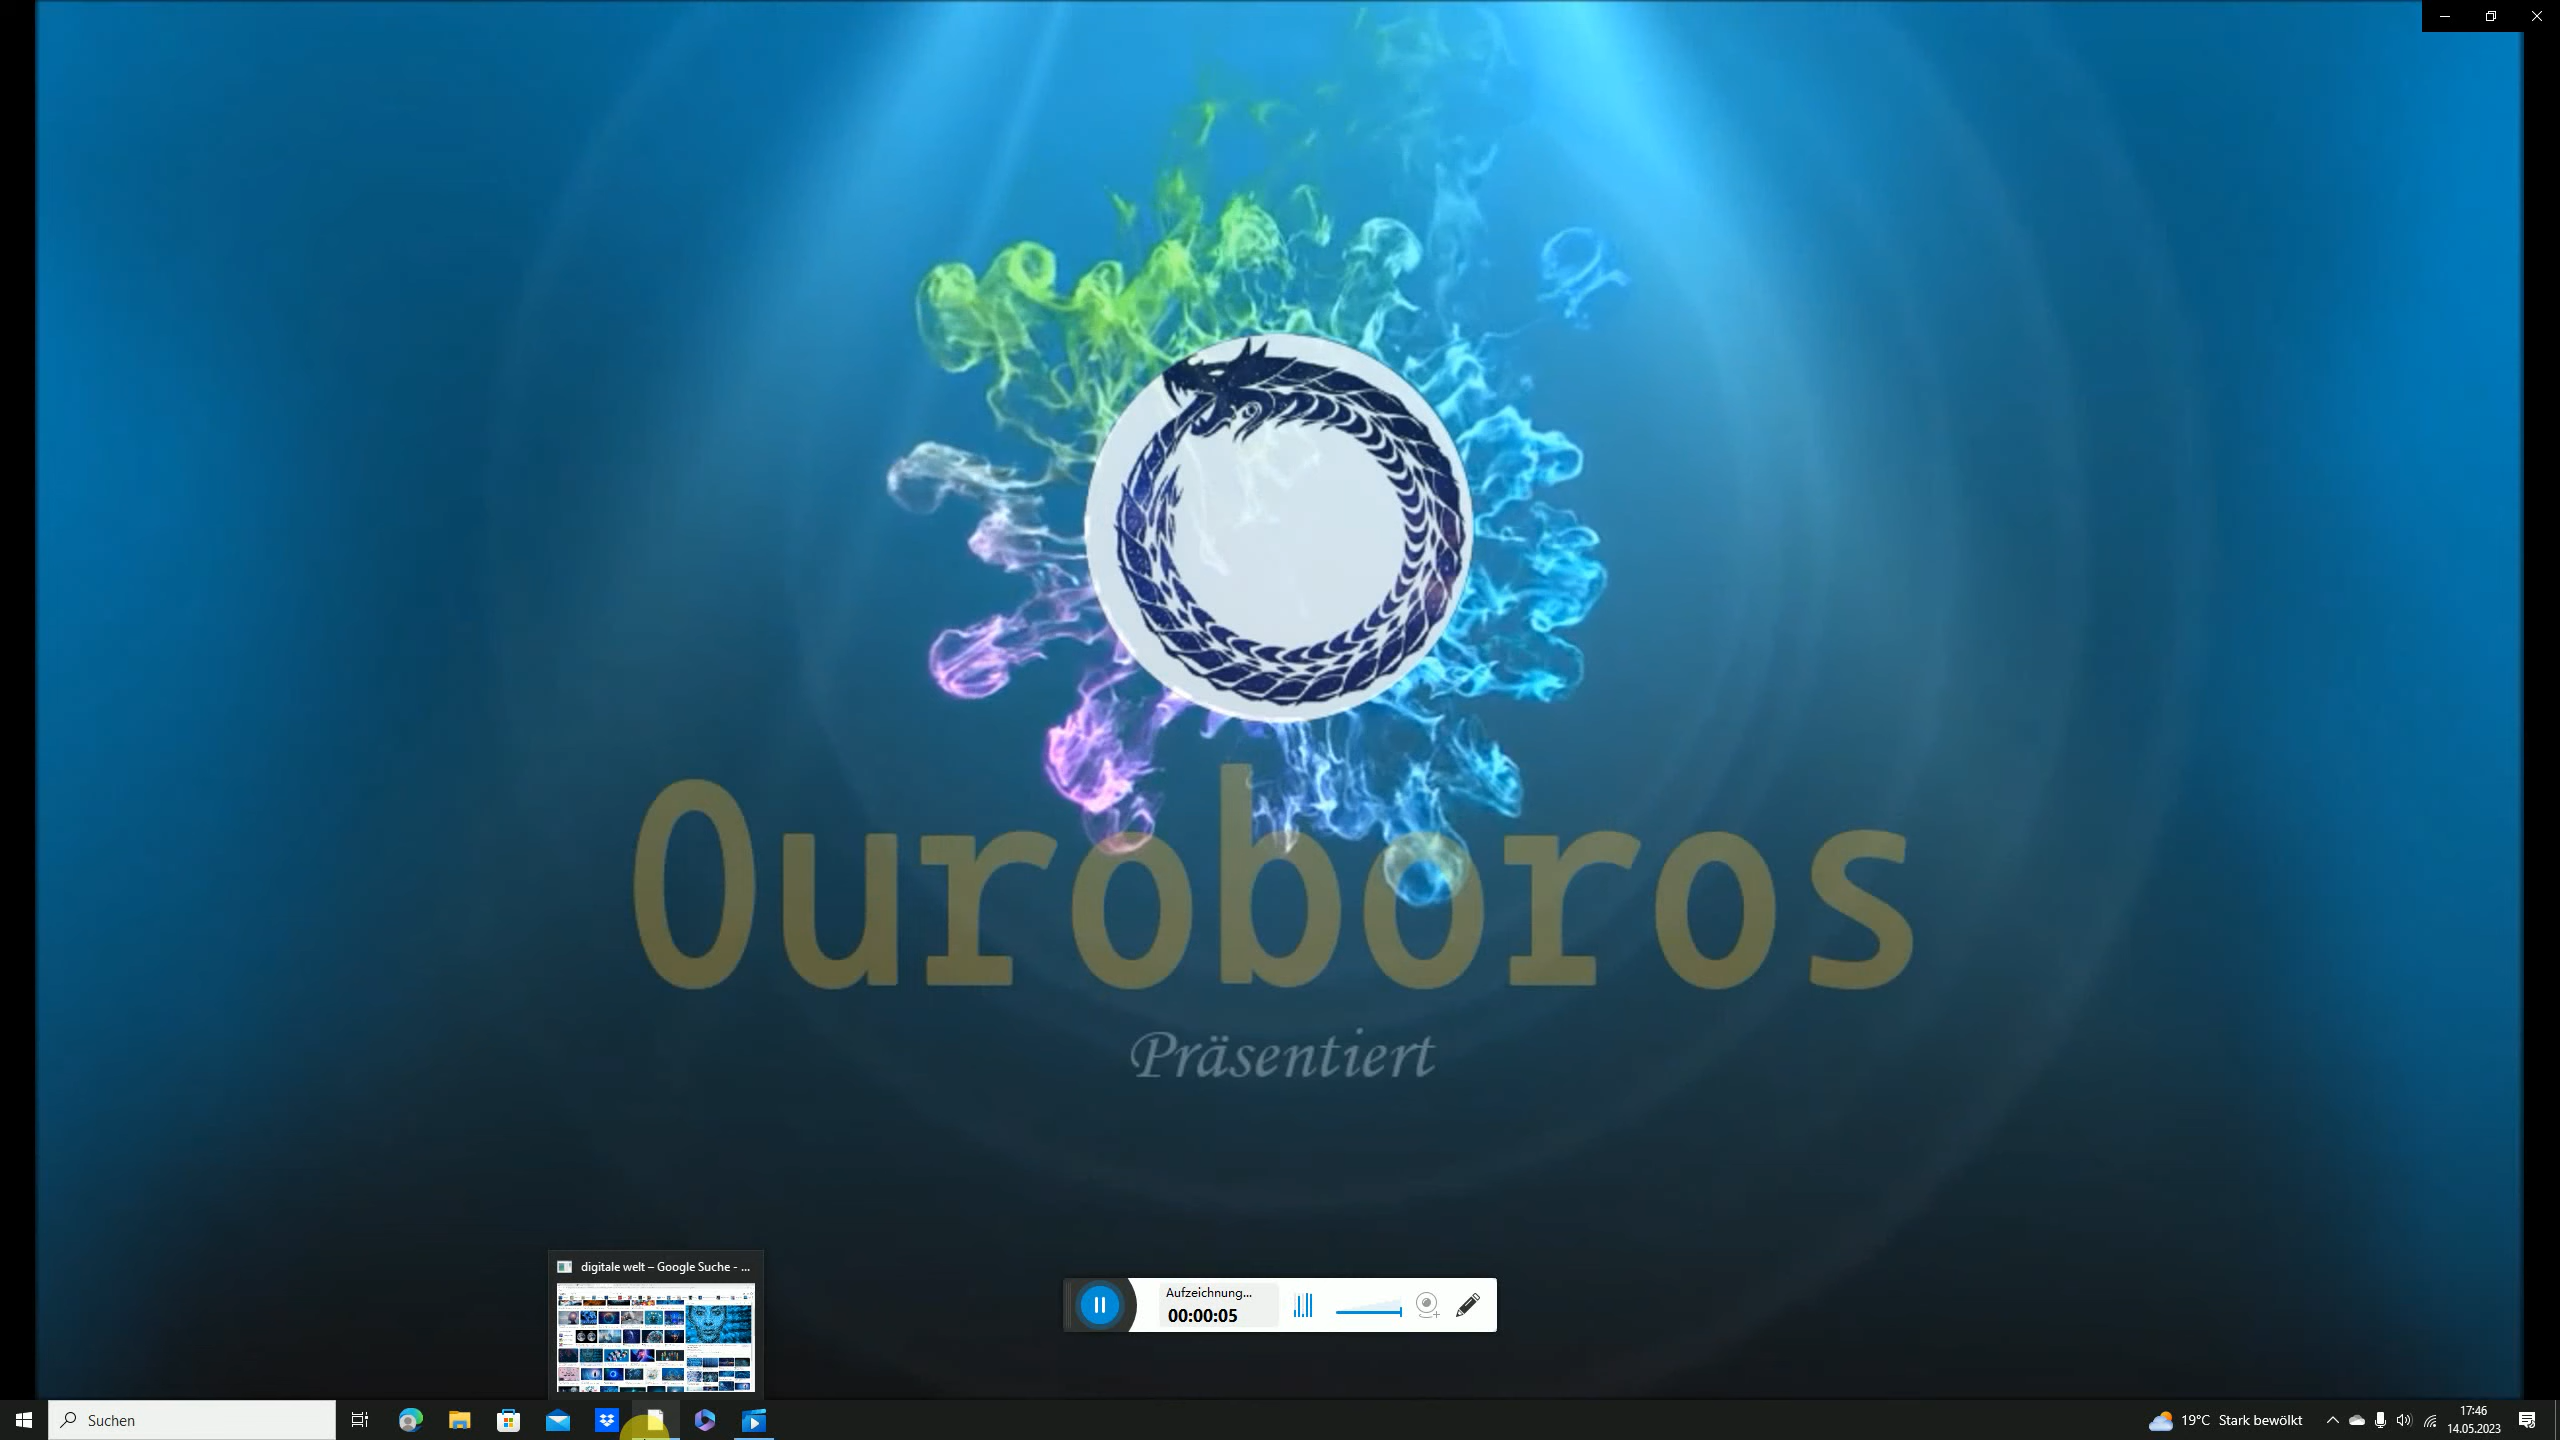 Ouroboros
Präsentiert
digitale welt – Google Suche - ...
Aufzeichnung...
00:00:05
Suchen
19°C Stark bewölkt
17:46
14.05.2023